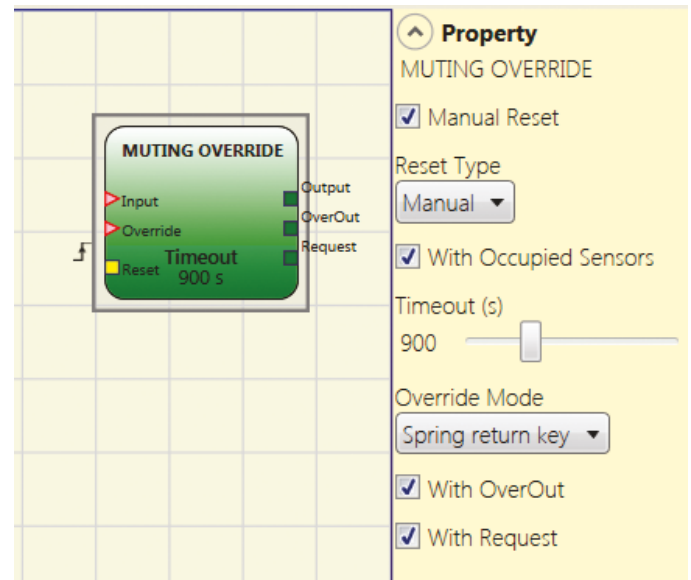 MUTING OVERRIDE
Input
Override
Reset
Timeout
900 s
Output
OverOut
Request
Property
MUTING OVERRIDE
Manual Reset
Reset Type
Manual
With Occupied Sensors
Timeout (s)
900
Override Mode
Spring return key
With OverOut
With Request